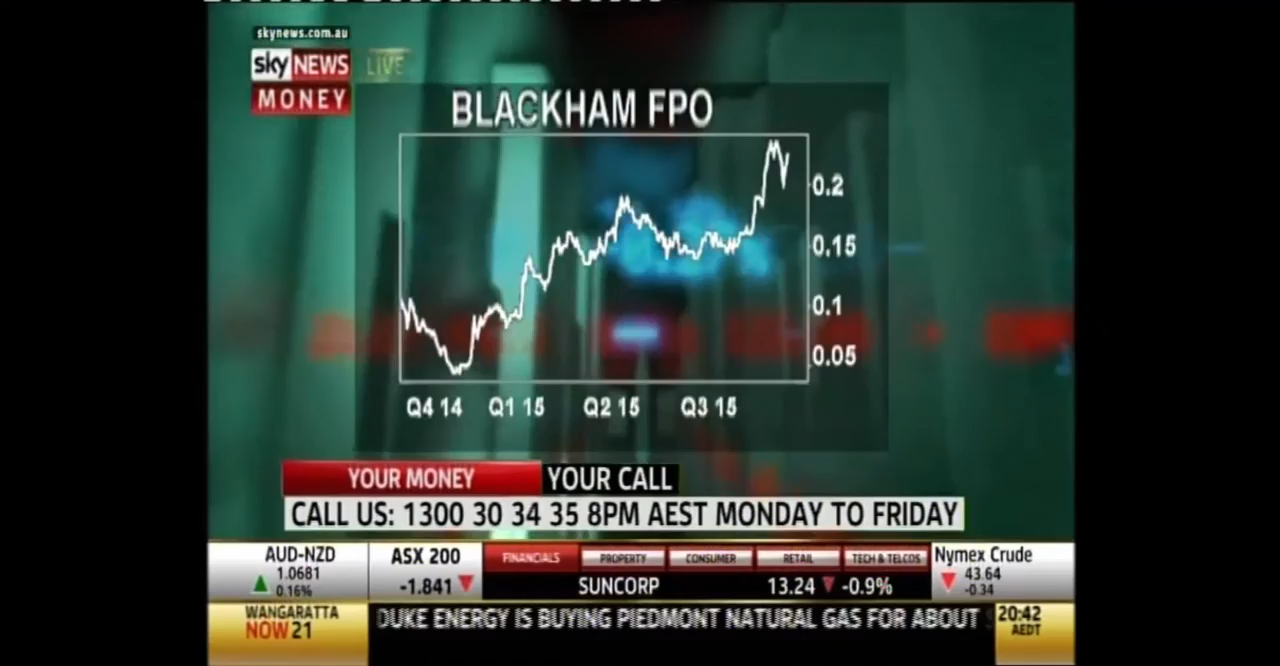 skynews.com.au
sky NEWS LIVE
MONEY
BLACKHAM FPO
0.2
0.15
0.1
0.05
Q4 14 Q1 15 Q2 15 Q3 15
YOUR MONEY YOUR CALL
CALL US: 1300 30 34 35 8PM AEST MONDAY TO FRIDAY
AUD-NZD
1.0681
0.16%
ASX 200
-1.841
FINANCIALS PROPERTY CONSUMER RETAIL TECH & TELCOS
SUNCORP 13.24 -0.9%
Nymex Crude
43.64
-0.34
WANGARATTA
NOW 21
DUKE ENERGY IS BUYING PIEDMONT NATURAL GAS FOR ABOUT
20:42
AEDT